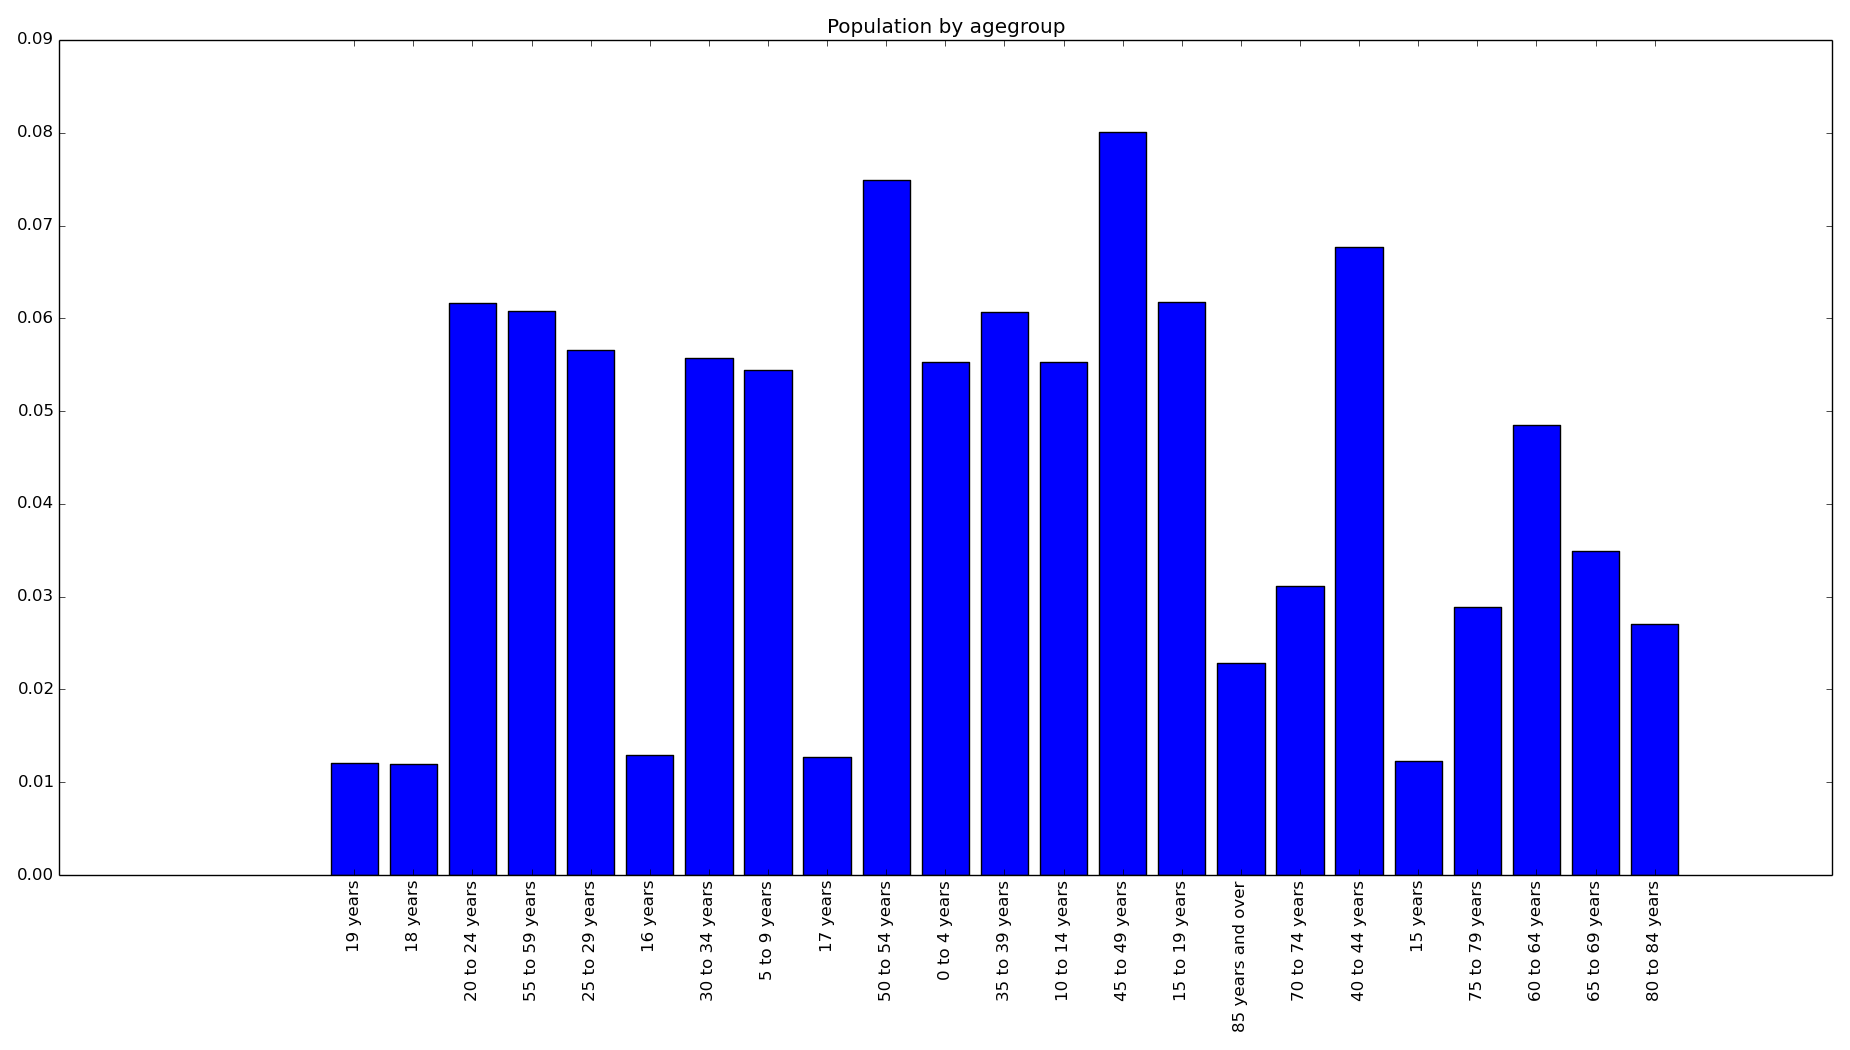 Population by agegroup
0.09
0.08
0.07
0.06
0.05
0.04
0.03
0.02
0.01
0.00
19 years
18 years
20 to 24 years
55 to 59 years
25 to 29 years
16 years
30 to 34 years
5 to 9 years
17 years
50 to 54 years
0 to 4 years
35 to 39 years
10 to 14 years
45 to 49 years
15 to 19 years
85 years and over
70 to 74 years
40 to 44 years
15 years
75 to 79 years
60 to 64 years
65 to 69 years
80 to 84 years